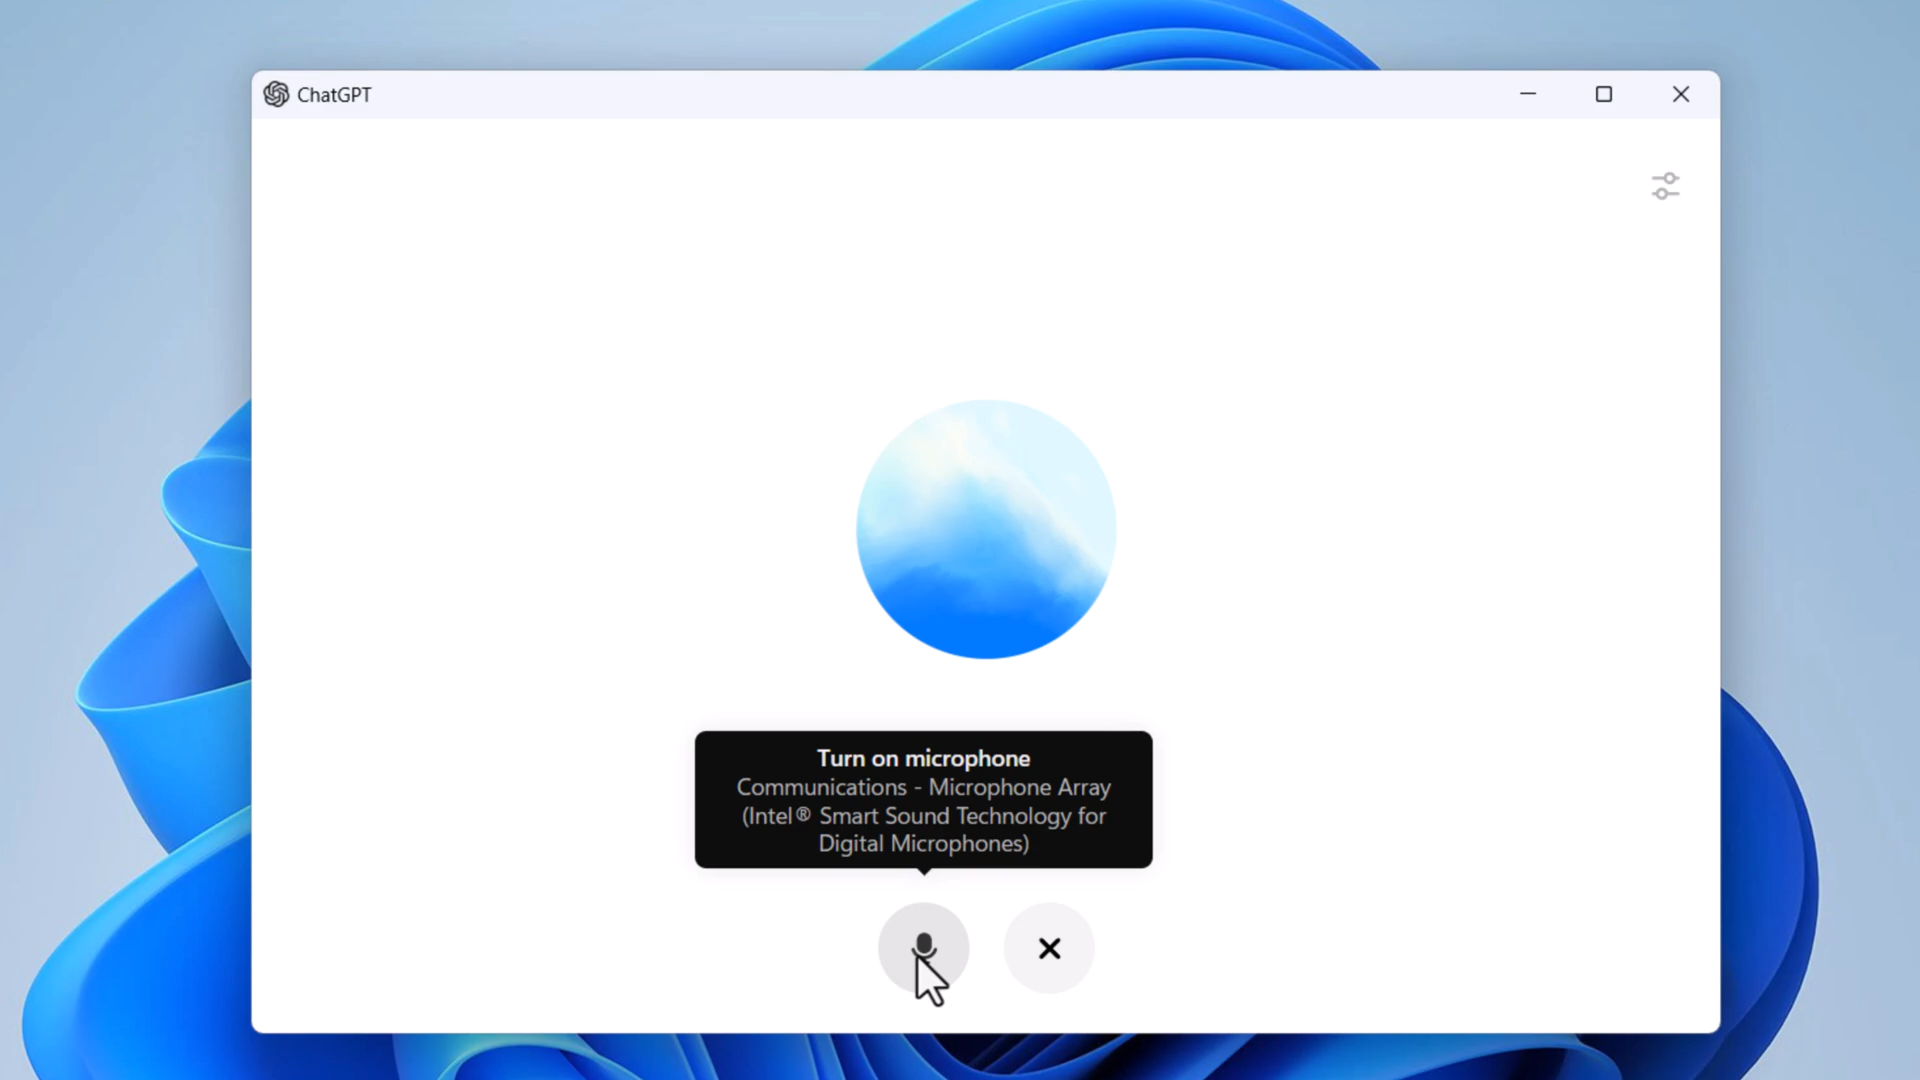 ChatGPT
Turn on microphone
Communications - Microphone Array
(Intel® Smart Sound Technology for
Digital Microphones)